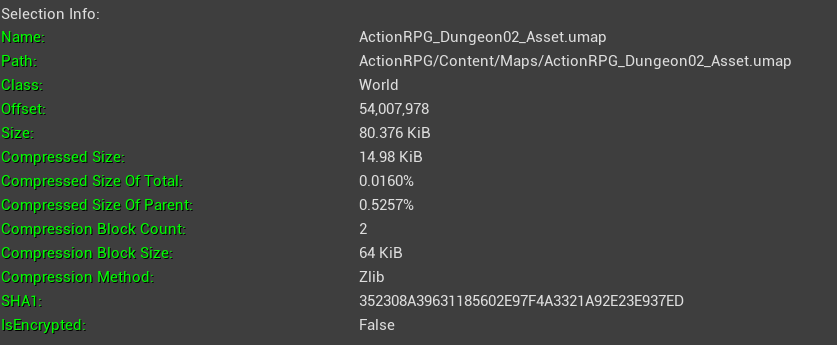 Selection Info:
Name: ActionRPG_Dungeon02_Asset.umap
Path: ActionRPG/Content/Maps/ActionRPG_Dungeon02_Asset.umap
Class: World
Offset: 54,007,978
Size: 80.376 KiB
Compressed Size: 14.98 KiB
Compressed Size Of Total: 0.0160%
Compressed Size Of Parent: 0.5257%
Compression Block Count: 2
Compression Block Size: 64 KiB
Compression Method: Zlib
SHA1: 352308A39631185602E97F4A3321A92E23E937ED
IsEncrypted: False